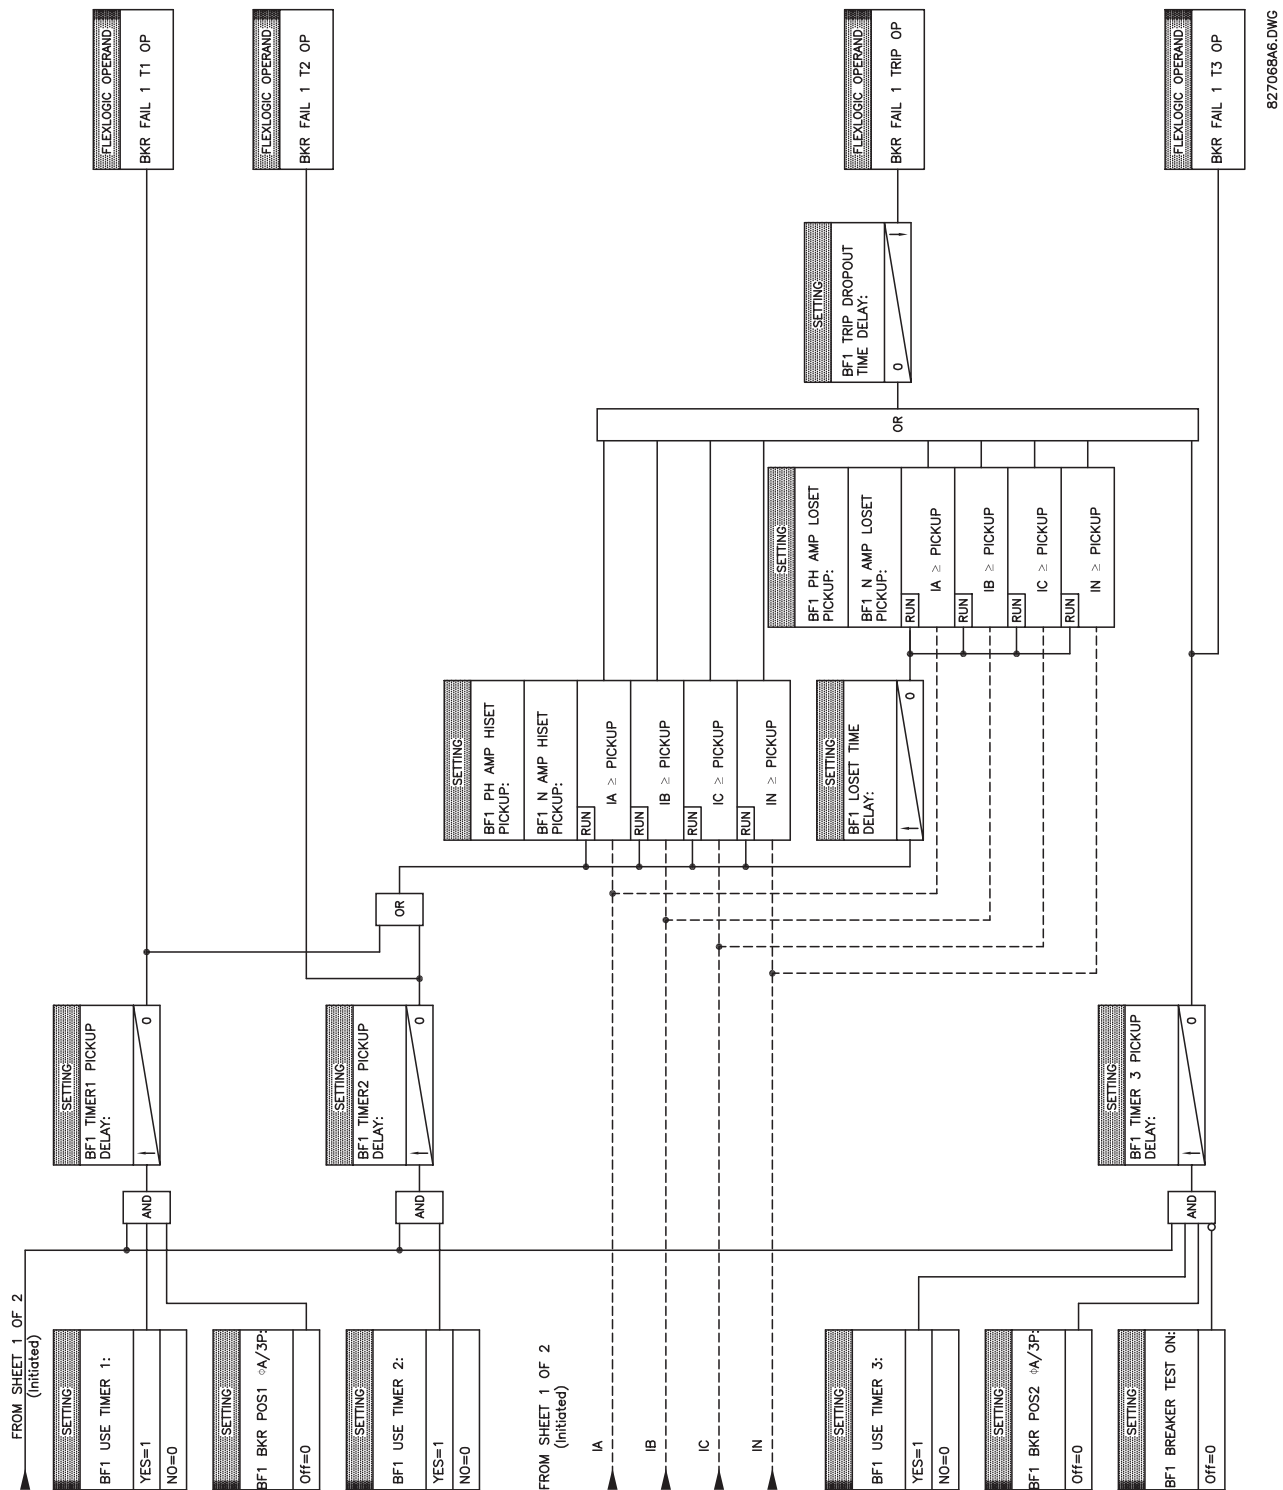 FROM SHEET 1 OF 2
(Initiated)
SETTING
BF1 USE TIMER 1:
YES=1
NO=0
SETTING
BF1 BKR POS1 ΦA/3P:
Off=0
SETTING
BF1 USE TIMER 2:
YES=1
NO=0
FROM SHEET 1 OF 2
(Initiated)
IA
IB
IC
IN
SETTING
BF1 USE TIMER 3:
YES=1
NO=0
SETTING
BF1 BKR POS2 ΦA/3P:
Off=0
SETTING
BF1 BREAKER TEST ON:
Off=0
AND
AND
AND
SETTING
BF1 TIMER1 PICKUP
DELAY:
0
SETTING
BF1 TIMER2 PICKUP
DELAY:
0
SETTING
BF1 TIMER 3 PICKUP
DELAY:
0
OR
SETTING
BF1 PH AMP HISET
PICKUP:
BF1 N AMP HISET
PICKUP:
RUN
IA ≥ PICKUP
RUN
IB ≥ PICKUP
RUN
IC ≥ PICKUP
RUN
IN ≥ PICKUP
SETTING
BF1 LOSET TIME
DELAY:
0
SETTING
BF1 PH AMP LOSET
PICKUP:
BF1 N AMP LOSET
PICKUP:
RUN
IA ≥ PICKUP
RUN
IB ≥ PICKUP
RUN
IC ≥ PICKUP
RUN
IN ≥ PICKUP
OR
SETTING
BF1 TRIP DROPOUT
TIME DELAY:
0
FLEXLOGIC OPERAND
BKR FAIL 1 T1 OP
FLEXLOGIC OPERAND
BKR FAIL 1 T2 OP
FLEXLOGIC OPERAND
BKR FAIL 1 TRIP OP
FLEXLOGIC OPERAND
BKR FAIL 1 T3 OP
827068A6.DWG